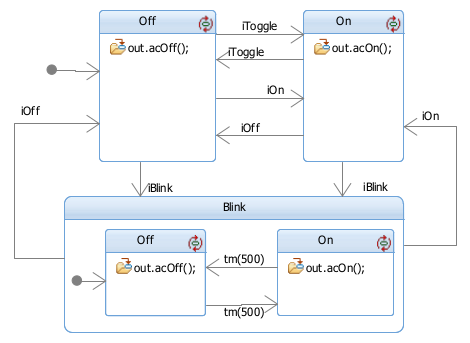 Off
iToggle
On
out.acOff();
iToggle
out.acOn();
iOn
iOff
iOff
iOn
iBlink
iBlink
Blink
Off
On
out.acOff();
tm(500)
out.acOn();
tm(500)